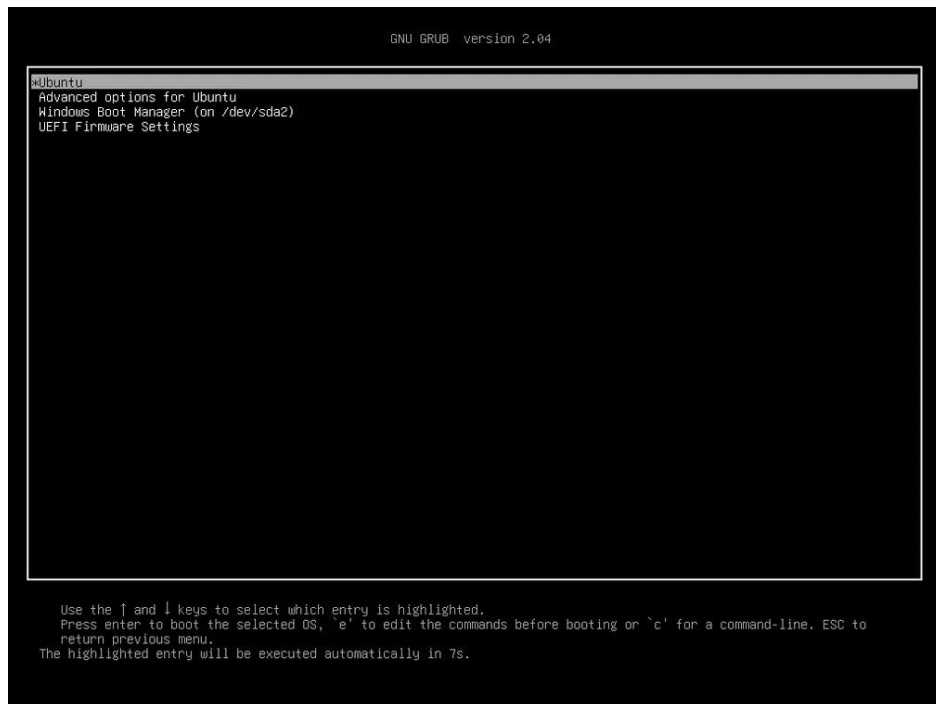 GNU GRUB  version 2.04
*Ubuntu
Advanced options for Ubuntu
Windows Boot Manager (on /dev/sda2)
UEFI Firmware Settings
Use the ↑ and ↓ keys to select which entry is highlighted.
Press enter to boot the selected OS, `e' to edit the commands before booting or `c' for a command-line. ESC to
return previous menu.
The highlighted entry will be executed automatically in 7s.